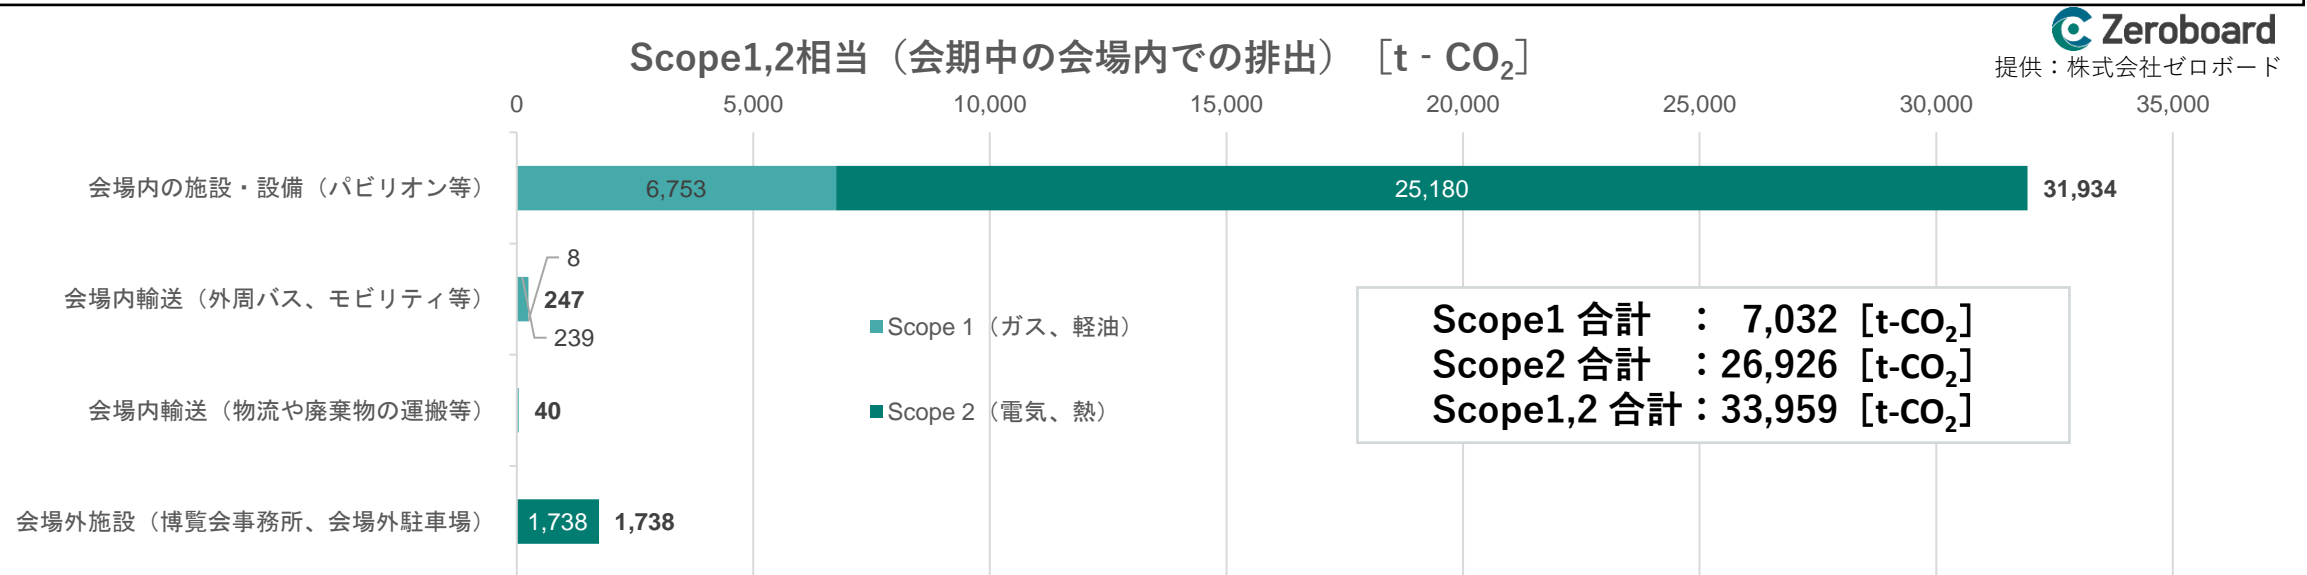 Zeroboard
提供：株式会社ゼロボード
Scope1,2相当（会期中の会場内での排出）［t‐CO₂］
0 5,000 10,000 15,000 20,000 25,000 30,000 35,000
会場内の施設・設備（パビリオン等） 6,753 25,180 31,934
8
会場内輸送（外周バス、モビリティ等） 247
239
会場内輸送（物流や廃棄物の運搬等） 40
会場外施設（博覧会事務所、会場外駐車場） 1,738 1,738
Scope 1（ガス、軽油）
Scope 2（電気、熱）
Scope1 合計 ： 7,032［t-CO₂］
Scope2 合計 ：26,926［t-CO₂］
Scope1,2 合計：33,959［t-CO₂］